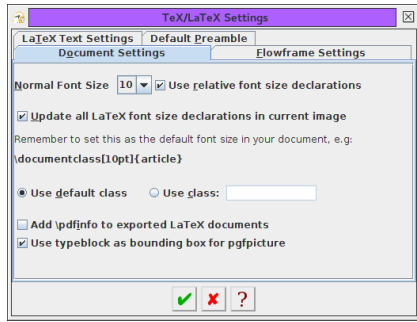 TeX/LaTeX Settings
LaTeX Text Settings Default Preamble
Document Settings Flowframe Settings
Normal Font Size 10 Use relative font size declarations
Update all LaTeX font size declarations in current image
Remember to set this as the default font size in your document, e.g:
\documentclass[10pt]{article}
Use default class Use class:
Add \pdfinfo to exported LaTeX documents
Use typeblock as bounding box for pgfpicture
?